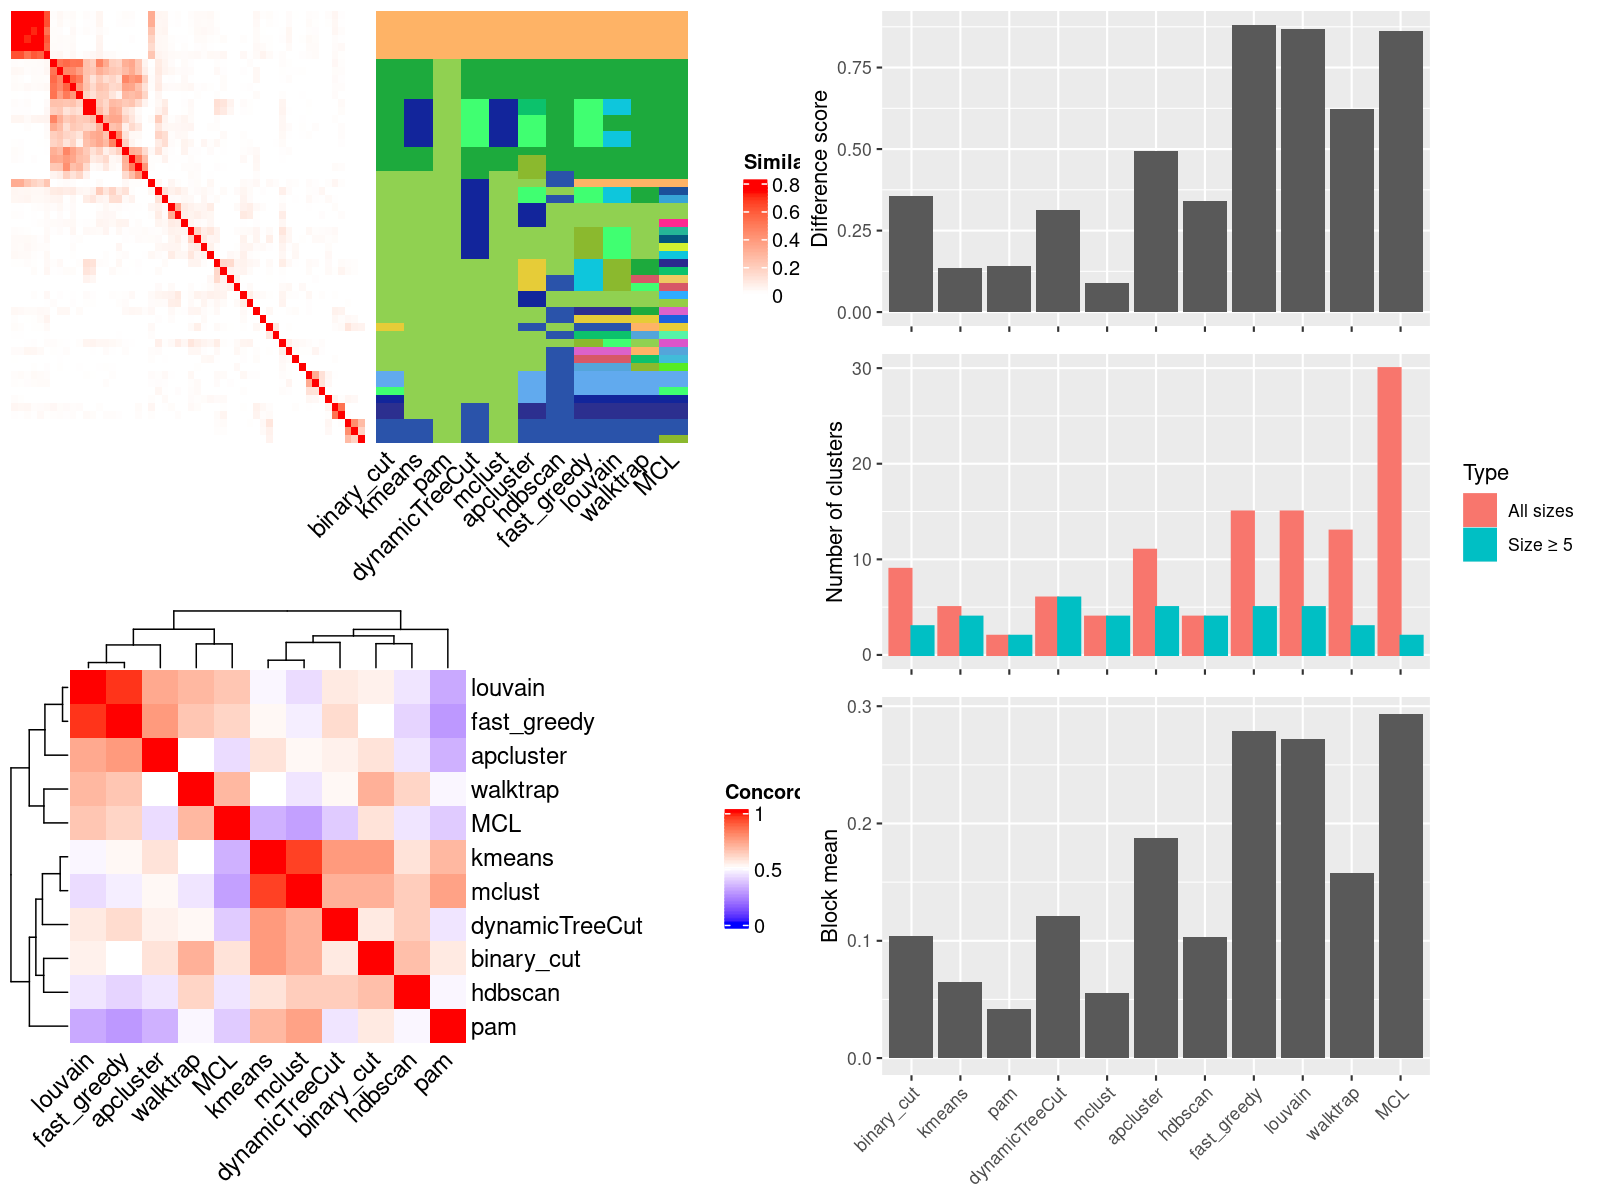 Simila
0.8
0.6
0.4
0.2
0
binary_cut
kmeans
pam
dynamicTreeCut
mclust
apcluster
hdbscan
fast_greedy
louvain
walktrap
MCL
Difference score
0.75
0.50
0.25
0.00
Number of clusters
30
20
10
0
Type
All sizes
Size ≥ 5
louvain
fast_greedy
apcluster
walktrap
MCL
kmeans
mclust
dynamicTreeCut
binary_cut
hdbscan
pam
louvain
fast_greedy
apcluster
walktrap
MCL
kmeans
mclust
dynamicTreeCut
binary_cut
hdbscan
pam
Concord
1
0.5
0
Block mean
0.3
0.2
0.1
0.0
binary_cut
kmeans
pam
dynamicTreeCut
mclust
apcluster
hdbscan
fast_greedy
louvain
walktrap
MCL